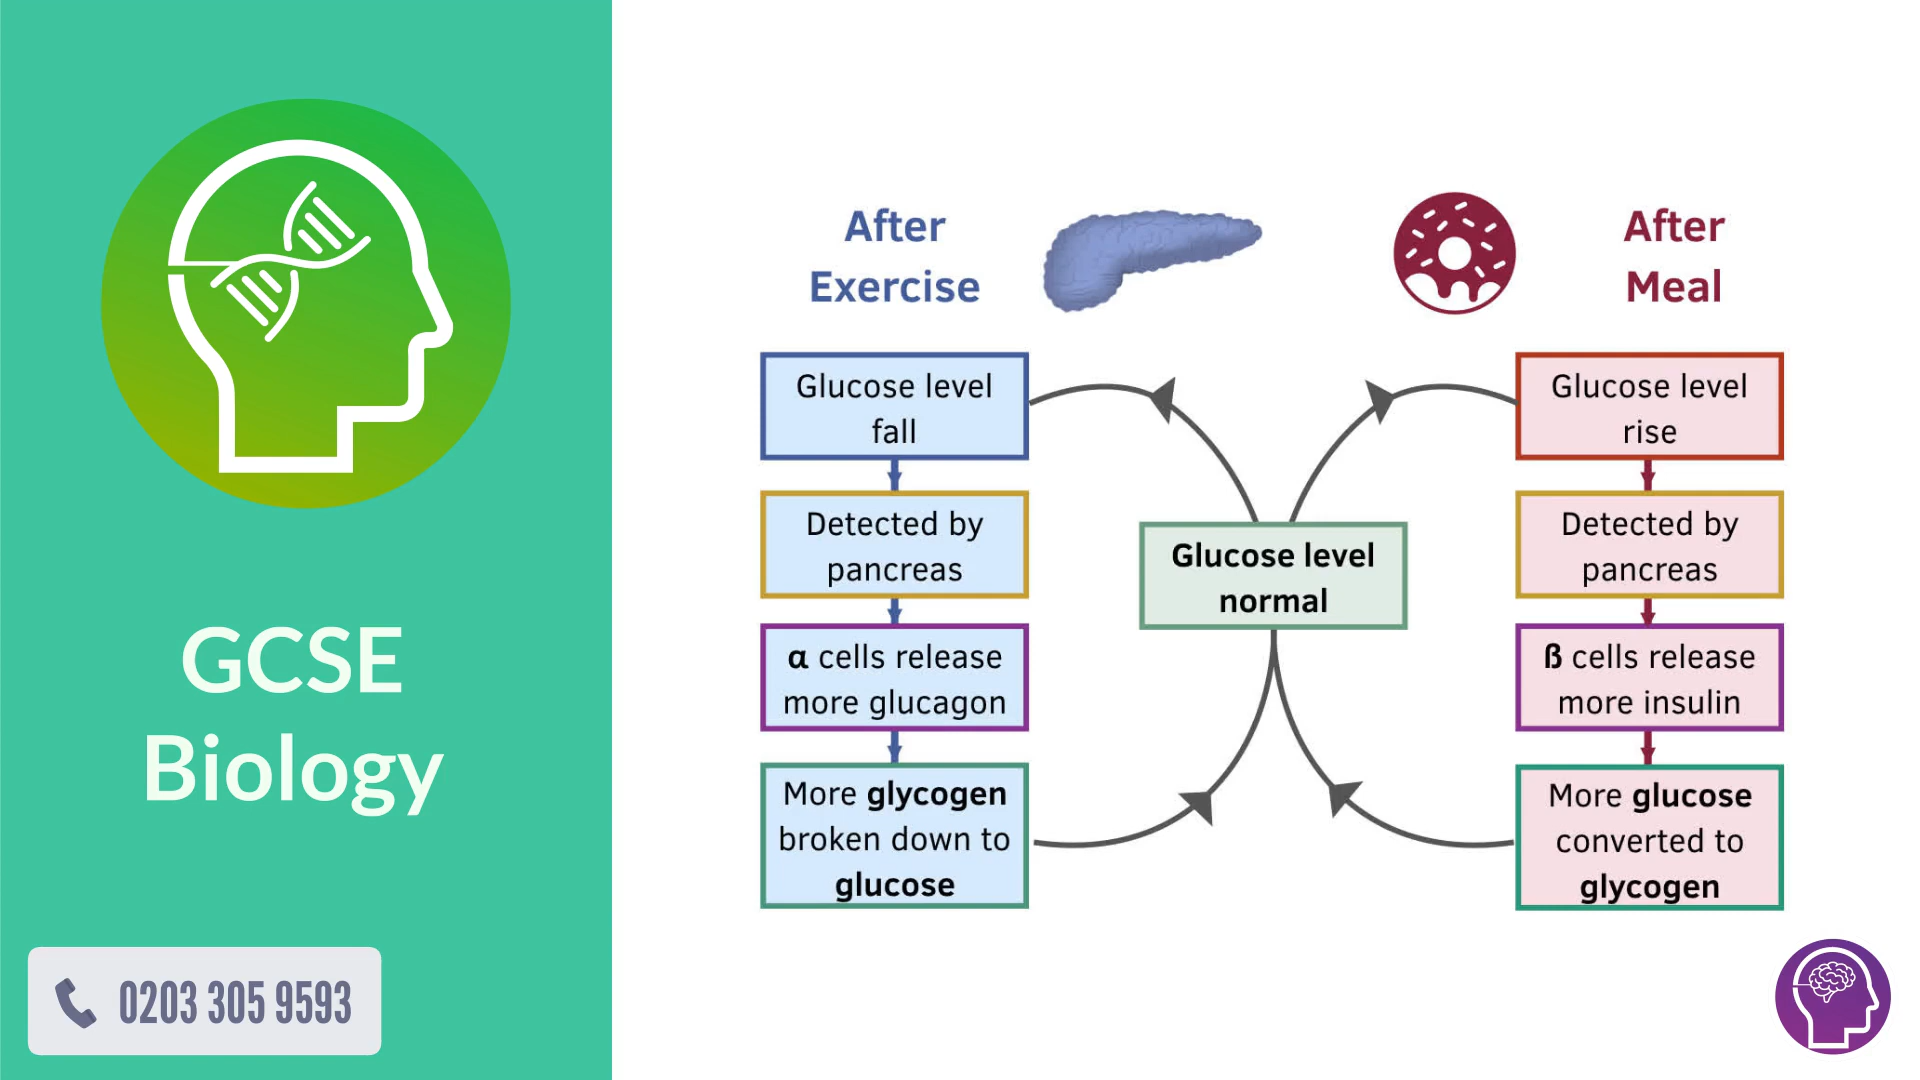 GCSE
Biology
0203 305 9593
After
Exercise
After
Meal
Glucose level
fall
Detected by
pancreas
α cells release
more glucagon
More glycogen
broken down to
glucose
Glucose level
normal
Glucose level
rise
Detected by
pancreas
ß cells release
more insulin
More glucose
converted to
glycogen